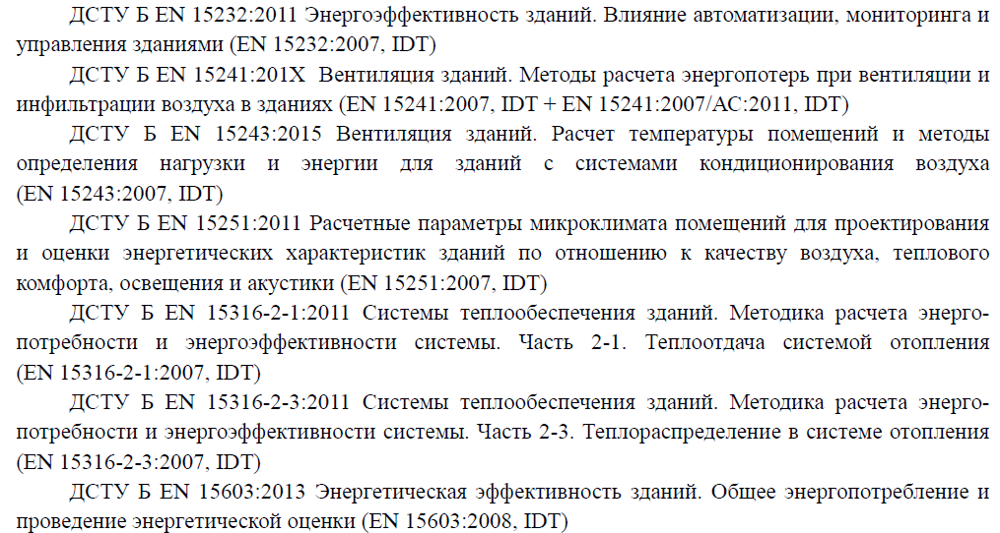 ДСТУ Б EN 15232:2011 Энергоэффективность зданий. Влияние автоматизации, мониторинга и
управления зданиями (EN 15232:2007, IDT)
ДСТУ Б EN 15241:201X Вентиляция зданий. Методы расчета энергопотерь при вентиляции и
инфильтрации воздуха в зданиях (EN 15241:2007, IDT + EN 15241:2007/AC:2011, IDT)
ДСТУ Б EN 15243:2015 Вентиляция зданий. Расчет температуры помещений и методы
определения нагрузки и энергии для зданий с системами кондиционирования воздуха
(EN 15243:2007, IDT)
ДСТУ Б EN 15251:2011 Расчетные параметры микроклимата помещений для проектирования
и оценки энергетических характеристик зданий по отношению к качеству воздуха, теплового
комфорта, освещения и акустики (EN 15251:2007, IDT)
ДСТУ Б EN 15316-2-1:2011 Системы теплообеспечения зданий. Методика расчета энерго-
потребности и энергоэффективности системы. Часть 2-1. Теплоотдача системой отопления
(EN 15316-2-1:2007, IDT)
ДСТУ Б EN 15316-2-3:2011 Системы теплообеспечения зданий. Методика расчета энерго-
потребности и энергоэффективности системы. Часть 2-3. Теплораспределение в системе отопления
(EN 15316-2-3:2007, IDT)
ДСТУ Б EN 15603:2013 Энергетическая эффективность зданий. Общее энергопотребление и
проведение энергетической оценки (EN 15603:2008, IDT)